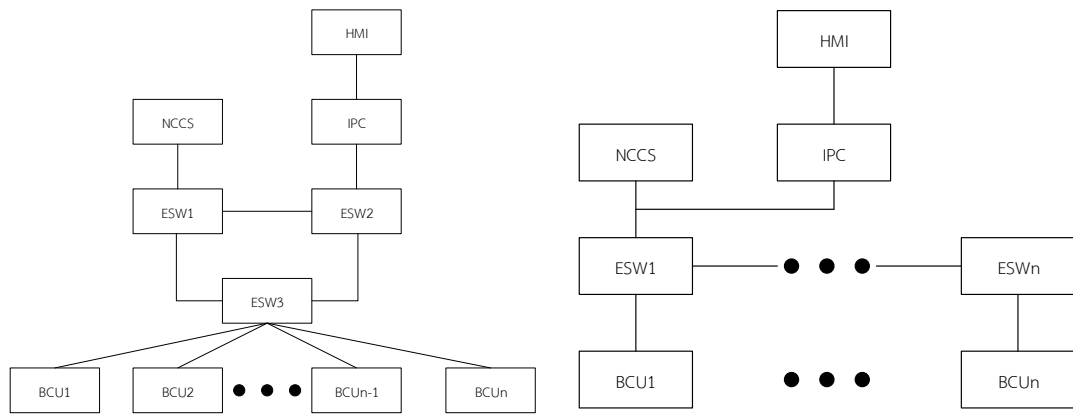 HMI
NCCS
IPC
ESW1
ESW2
ESW3
BCU1
BCU2
BCUn-1
BCUn
HMI
NCCS
IPC
ESW1
ESWn
BCU1
BCUn